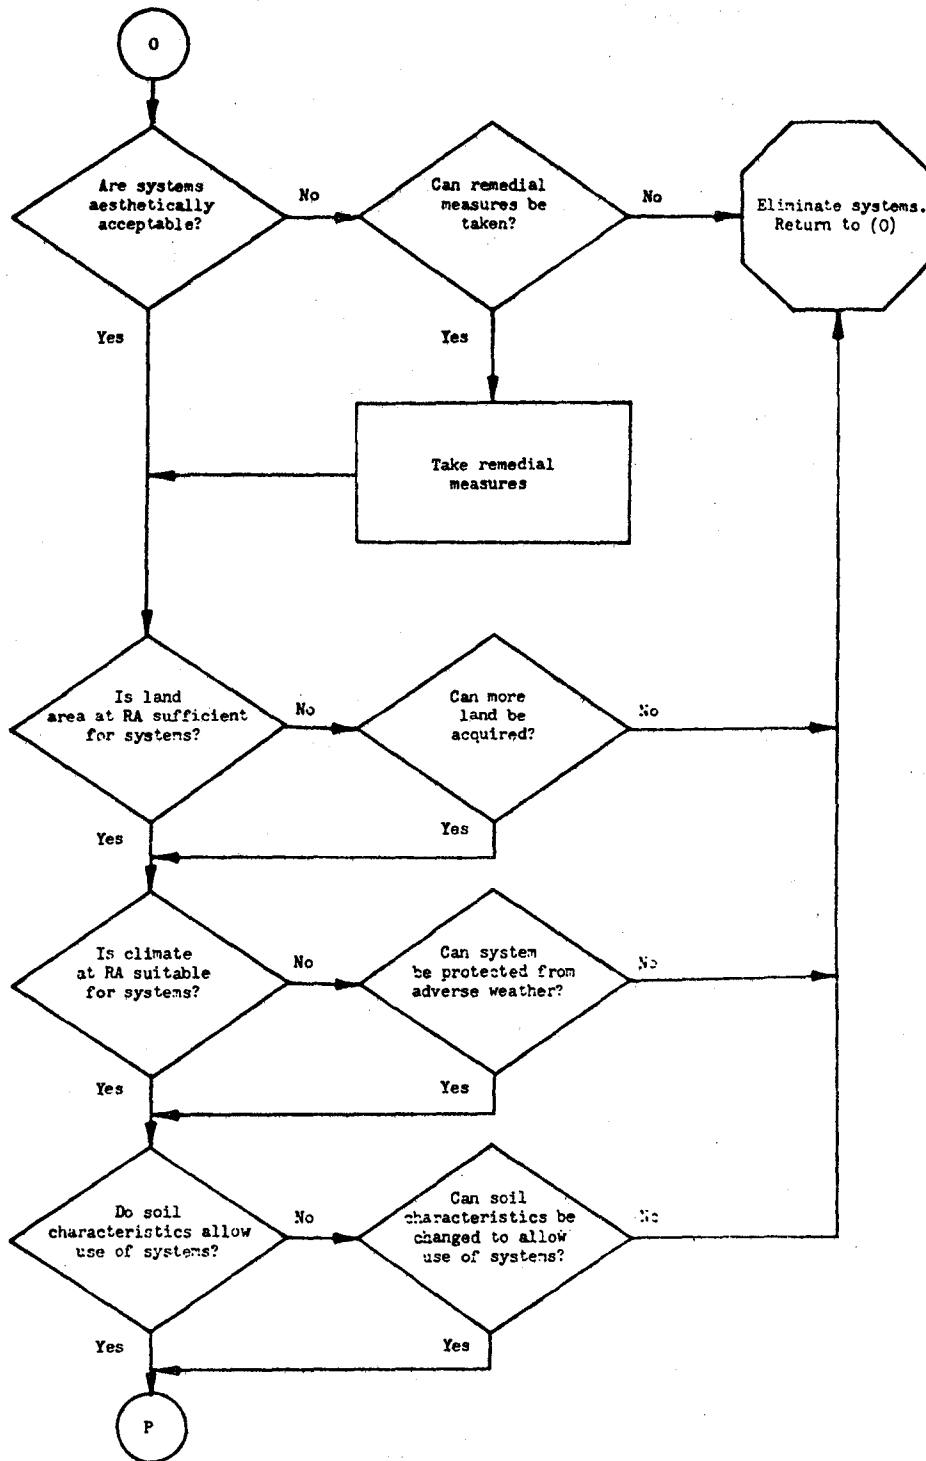 O
Are systems
aesthetically
acceptable?
No
Can remedial
measures be
taken?
No
Eliminate systems.
Return to (O)
Yes
Yes
Take remedial
measures
Is land
area at RA sufficient
for systems?
No
Can more
land be
acquired?
No
Yes
Yes
Is climate
at RA suitable
for systems?
No
Can system
be protected from
adverse weather?
No
Yes
Yes
Do soil
characteristics allow
use of systems?
No
Can soil
characteristics be
changed to allow
use of systems?
No
Yes
Yes
P